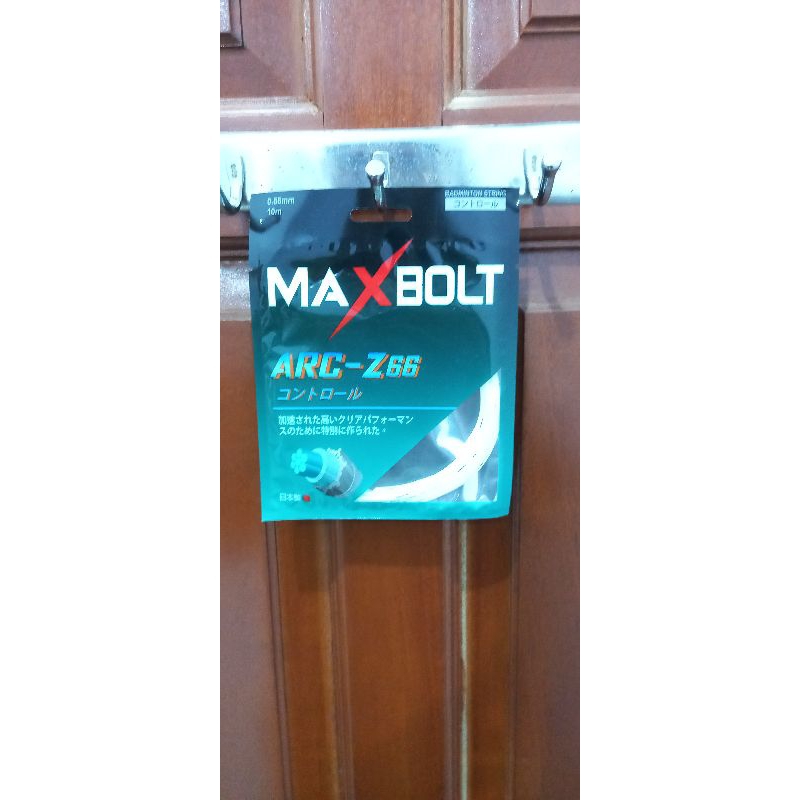 0.66mm
10m
BADMINTON STRING
コントロール
MAXBOLT
ARC-Z66
コントロール
加速された高いクリアパフォーマン
スのために特別に作られた。
日本製